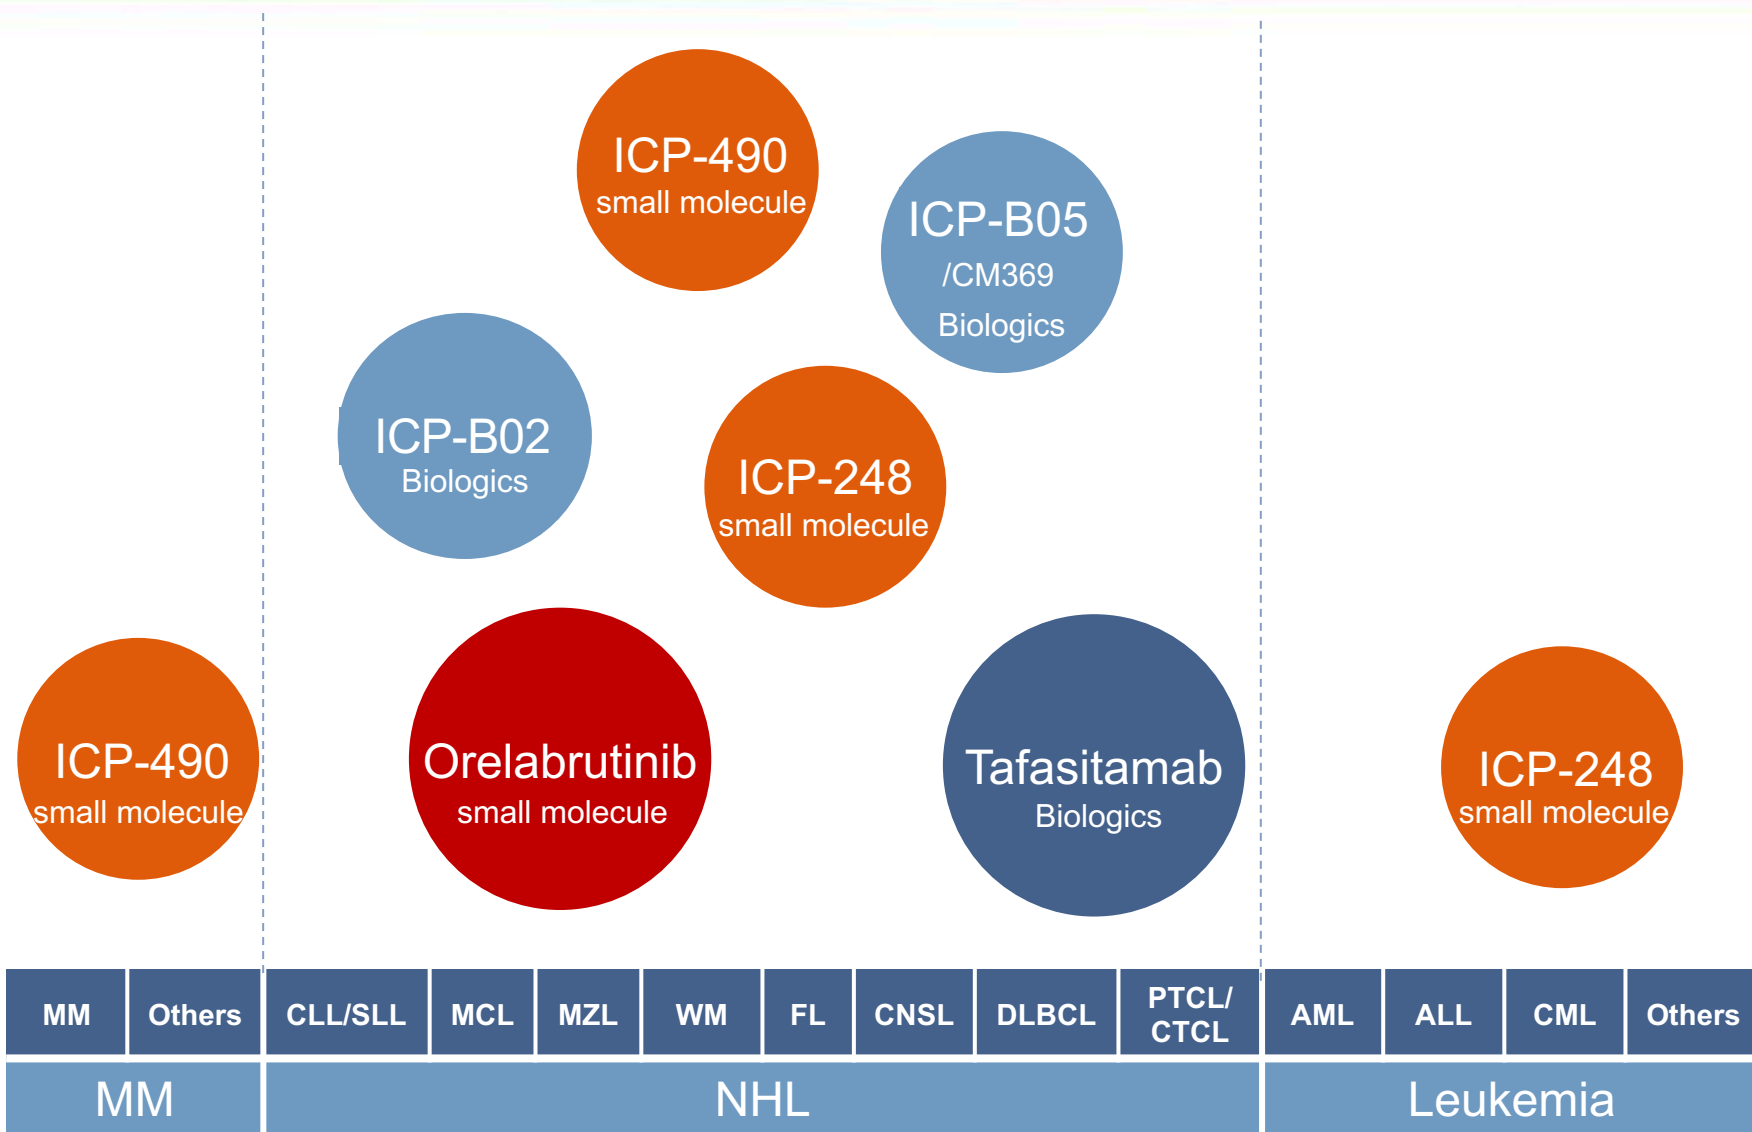 ICP-490
small molecule
ICP-B05
/CM369
Biologics
ICP-B02
Biologics
ICP-248
small molecule
ICP-490
small molecule
Orelabrutinib
small molecule
Tafasitamab
Biologics
ICP-248
small molecule
MM
Others
CLL/SLL
MCL
MZL
WM
FL
CNSL
DLBCL
PTCL/
CTCL
AML
ALL
CML
Others
MM
NHL
Leukemia